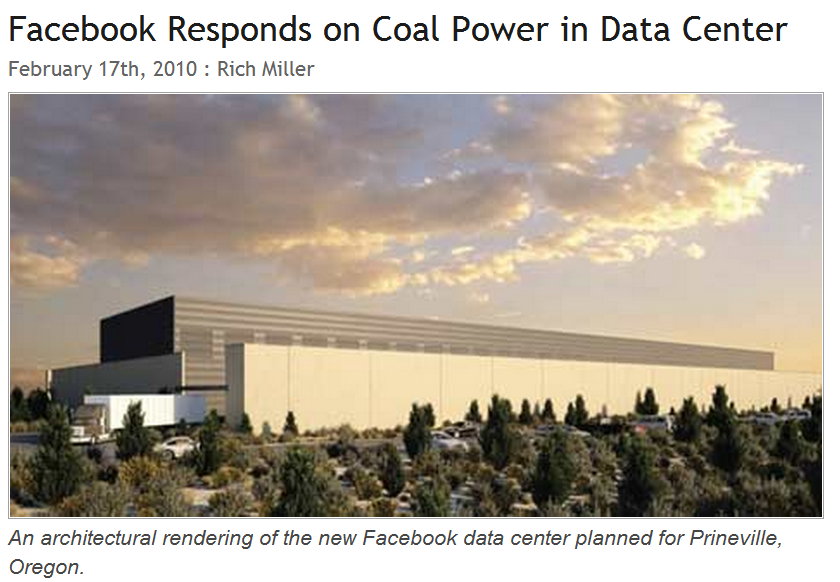 Facebook Responds on Coal Power in Data Center
February 17th, 2010 : Rich Miller
An architectural rendering of the new Facebook data center planned for Prineville,
Oregon.